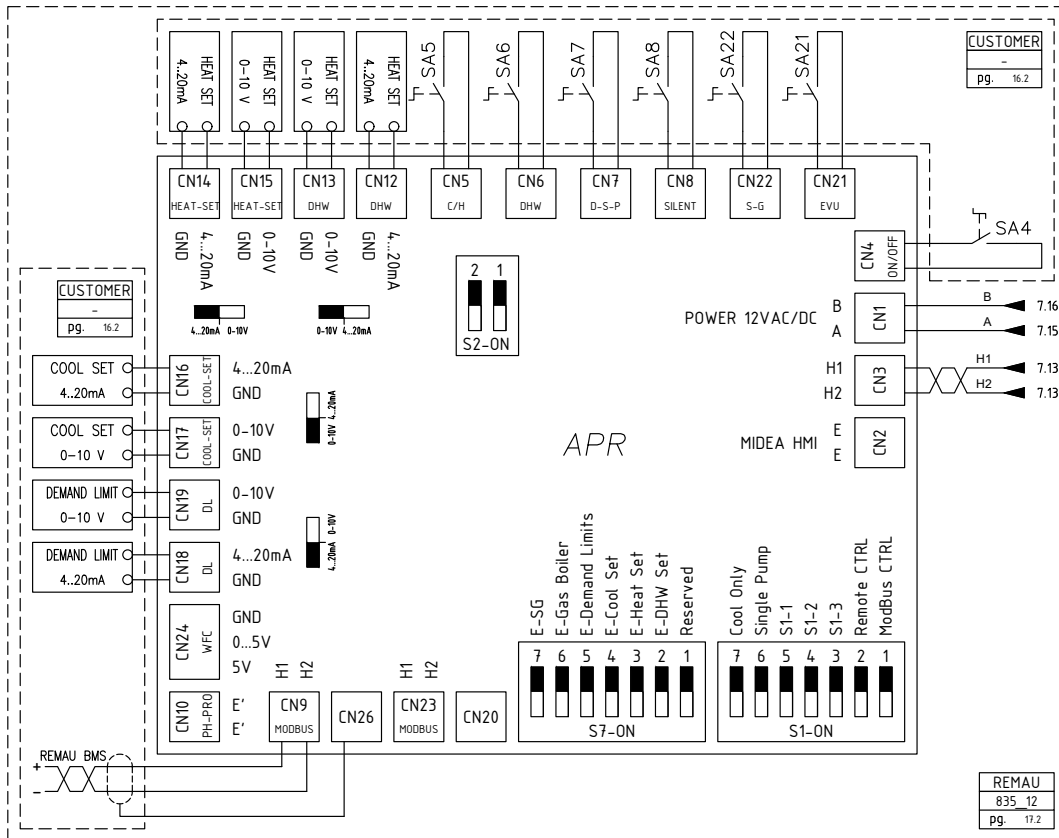 HEAT SET
4..20mA
HEAT SET
0-10 V
HEAT SET
0-10 V
HEAT SET
4..20mA
SA5
SA6
SA7
SA8
SA22
SA21
CUSTOMER
-
pg. 16.2
CN14
HEAT-SET
CN15
HEAT-SET
CN13
DHW
CN12
DHW
CN5
C/H
CN6
DHW
CN7
D-S-P
CN8
SILENT
CN22
S-G
CN21
EVU
GND
4...20mA
GND
0-10V
GND
0-10V
GND
4...20mA
SA4
CN4
ON/OFF
4...20mA 0-10V
0-10V 4...20mA
2 1
S2-ON
POWER 12VAC/DC
B
A
CN1
B
7.16
A
7.15
H1
H2
CN3
H1
7.13
H2
7.13
MIDEA HMI
E
E
CN2
CUSTOMER
-
pg. 16.2
COOL SET
4..20mA
CN16
COOL-SET
4...20mA
GND
COOL SET
0-10 V
CN17
COOL-SET
0-10V
GND
0-10V 4...20mA
DEMAND LIMIT
0-10 V
CN19
DL
0-10V
GND
DEMAND LIMIT
4..20mA
CN18
DL
4...20mA
GND
4...20mA 0-10V
APR
CN24
WFC
GND
0...5V
5V
CN10
PH-PRO
E'
E'
H1
H2
CN9
MODBUS
CN26
H1
H2
CN23
MODBUS
CN20
E-SG
E-Gas Boiler
E-Demand Limits
E-Cool Set
E-Heat Set
E-DHW Set
Reserved
7 6 5 4 3 2 1
S7-ON
Cool Only
Single Pump
S1-1
S1-2
S1-3
Remote CTRL
ModBus CTRL
7 6 5 4 3 2 1
S1-ON
REMAU BMS
+
-
REMAU
835_12
pg. 17.2